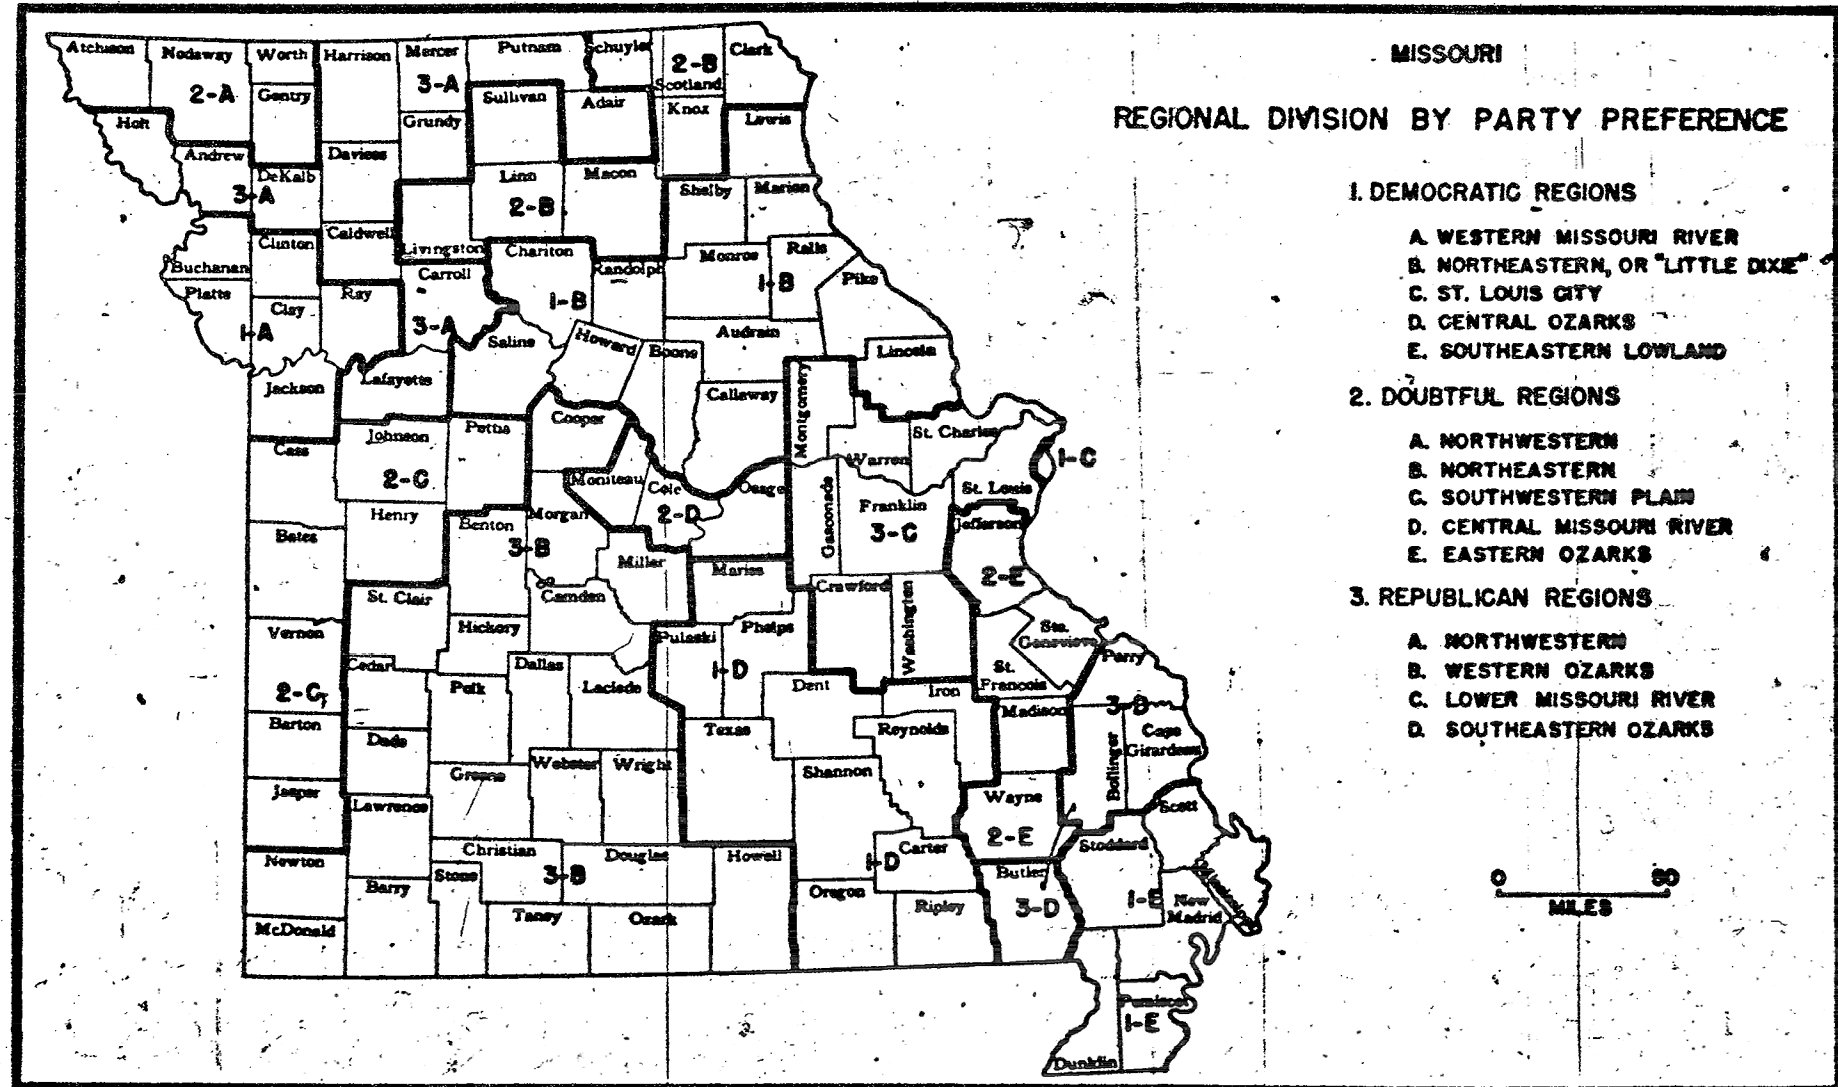 MISSOURI
REGIONAL DIVISION BY PARTY PREFERENCE
1. DEMOCRATIC REGIONS
A. WESTERN MISSOURI RIVER
B. NORTHEASTERN, OR "LITTLE DIXIE"
C. ST. LOUIS CITY
D. CENTRAL OZARKS
E. SOUTHEASTERN LOWLAND
2. DOUBTFUL REGIONS
A. NORTHWESTERN
B. NORTHEASTERN
C. SOUTHWESTERN PLAIN
D. CENTRAL MISSOURI RIVER
E. EASTERN OZARKS
3. REPUBLICAN REGIONS
A. NORTHWESTERN
B. WESTERN OZARKS
C. LOWER MISSOURI RIVER
D. SOUTHEASTERN OZARKS
0 50
MILES
Atchison
Nodaway
Worth
Harrison
Mercer
Putnam
Schuyler
2-B
Scotland
Clark
2-A
Gentry
3-A
Sullivan
Adair
Knox
Lewis
Holt
Grundy
Andrew
DeKalb
Daviess
3-A
Linn
2-B
Macon
Shelby
Marion
Clinton
Caldwell
Livingston
Chariton
Randolph
Monroe
Ralls
Buchanan
Carroll
1-B
1-B
Pike
Platte
Clay
Ray
1-A
3-A
Saline
Howard
Boone
Audrain
Lincoln
Jackson
Lafayette
Callaway
Montgomery
Cooper
Cass
Johnson
Pettis
St. Charles
Warren
1-C
2-C
Moniteau
Cole
Osage
Gasconade
St. Louis
Franklin
3-C
Henry
Benton
Morgan
2-D
Jefferson
Bates
3-B
Miller
Maries
2-E
St. Clair
Camden
Crawford
Washington
Vernon
Hickory
Pulaski
Phelps
Ste.
Genevieve
Cedar
Dallas
1-D
St.
Francois
Perry
2-C
Polk
Laclede
Dent
Iron
Barton
Dade
Texas
Reynolds
Madison
3-D
Cape
Girardeau
Bollinger
Greene
Webster
Wright
Shannon
Jasper
Lawrence
Wayne
Scott
2-E
Christian
Douglas
Howell
1-D
Carter
Stoddard
Newton
Barry
Stone
3-B
Oregon
Butler
Ripley
3-D
1-E
New
Madrid
Mississippi
McDonald
Taney
Ozark
Pemiscot
1-E
Dunklin